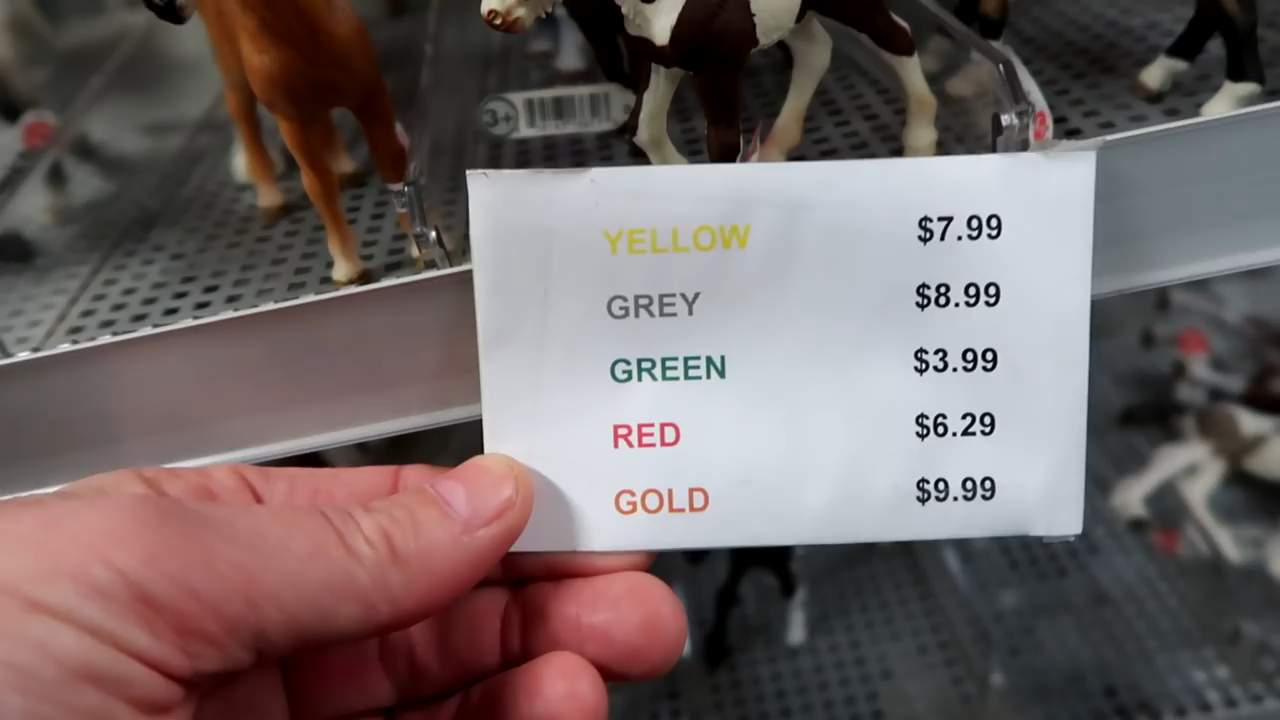 3+
YELLOW $7.99
GREY $8.99
GREEN $3.99
RED $6.29
GOLD $9.99